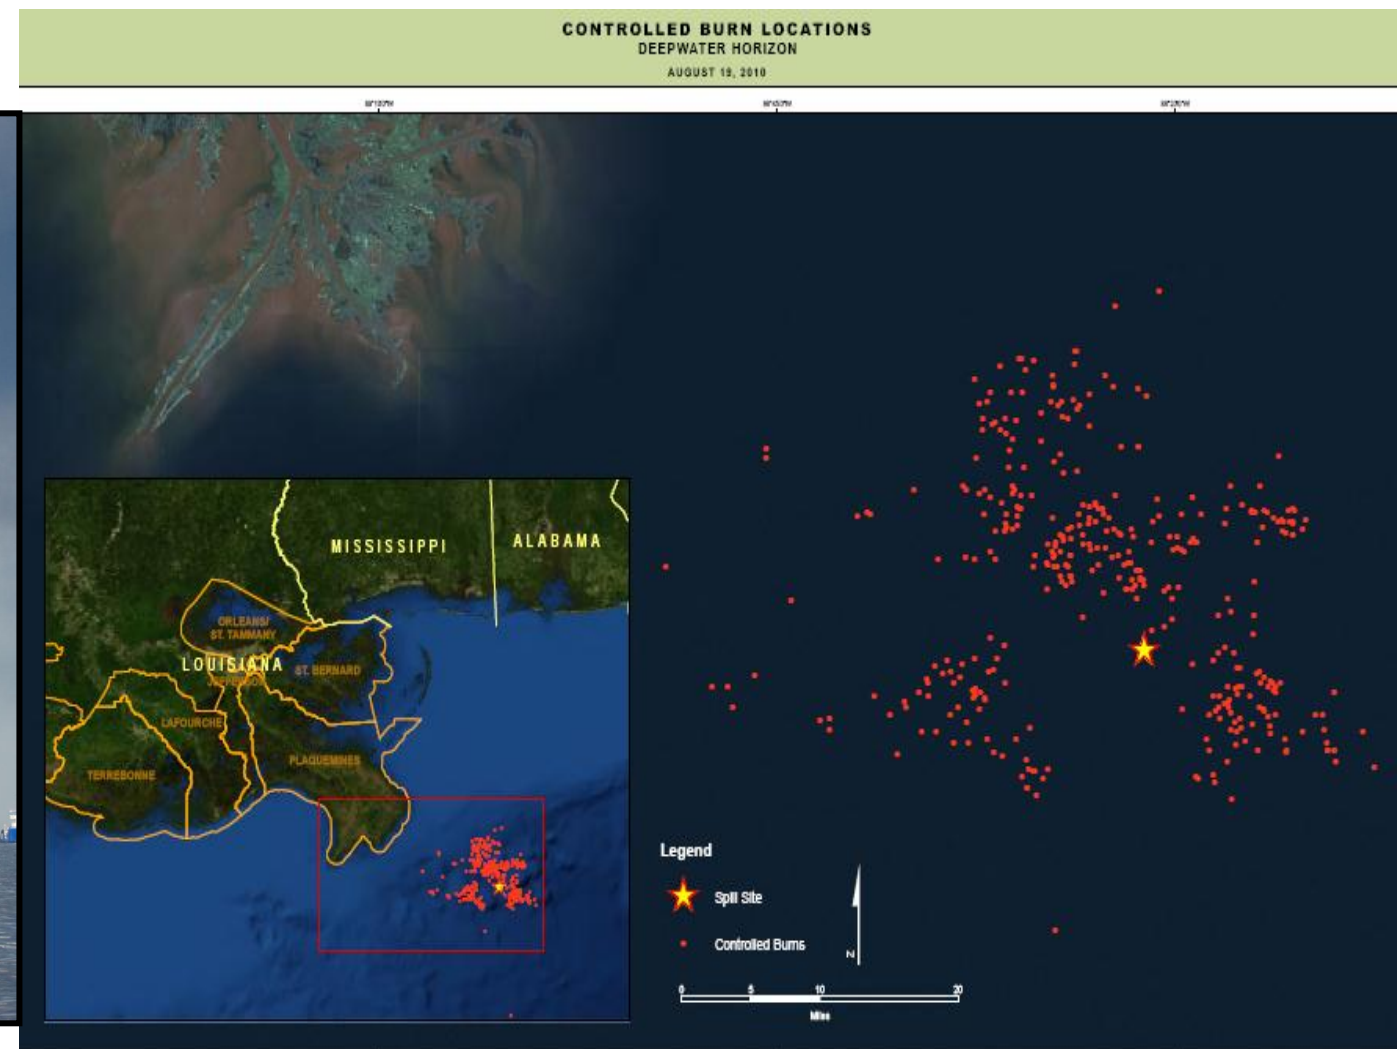 CONTROLLED BURN LOCATIONS
DEEPWATER HORIZON
AUGUST 19, 2010
MISSISSIPPI
ALABAMA
ORLEANS/
ST. TAMMANY
LOUISIANA
JEFFERSON
ST. BERNARD
LAFOURCHE
PLAQUEMINES
TERREBONNE
Legend
Spill Site
Controlled Burns
N
0 5 10 20
Miles